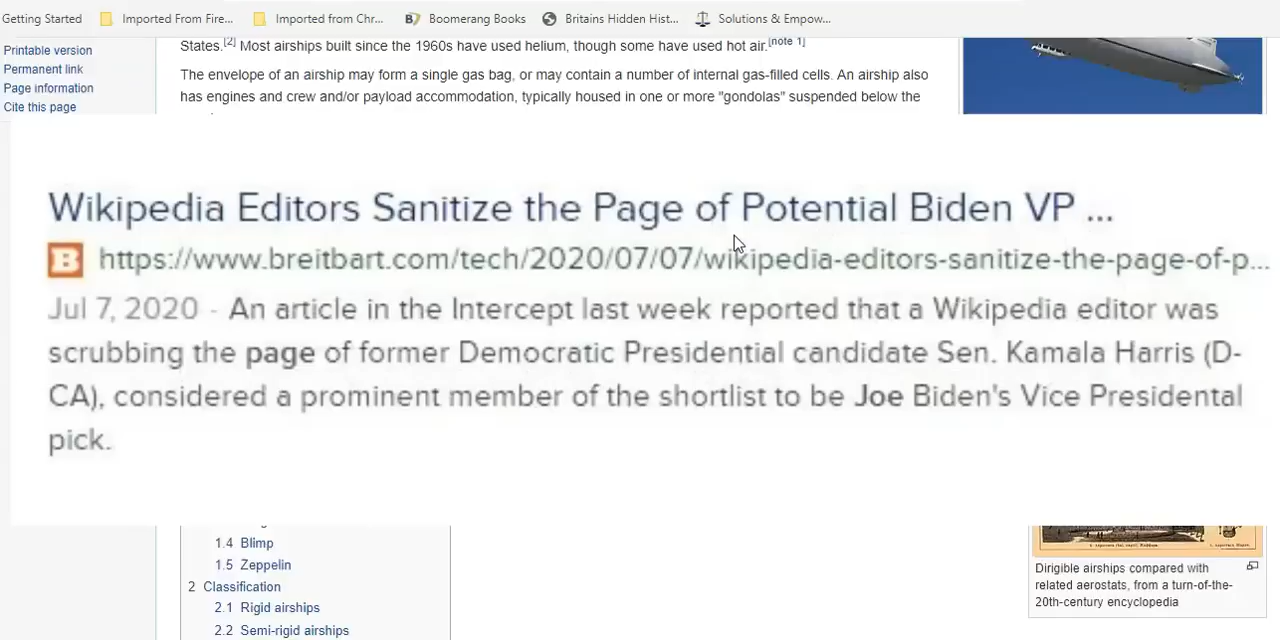 Getting Started Imported From Fire... Imported from Chr... Boomerang Books Britains Hidden Hist... Solutions & Empow...
Printable version
Permanent link
Page information
Cite this page
States.[2] Most airships built since the 1960s have used helium, though some have used hot air.[note 1]
The envelope of an airship may form a single gas bag, or may contain a number of internal gas-filled cells. An airship also
has engines and crew and/or payload accommodation, typically housed in one or more "gondolas" suspended below the
Wikipedia Editors Sanitize the Page of Potential Biden VP ...
B https://www.breitbart.com/tech/2020/07/07/wikipedia-editors-sanitize-the-page-of-p...
Jul 7, 2020 - An article in the Intercept last week reported that a Wikipedia editor was
scrubbing the page of former Democratic Presidential candidate Sen. Kamala Harris (D-
CA), considered a prominent member of the shortlist to be Joe Biden's Vice Presidential
pick.
1.4 Blimp
1.5 Zeppelin
2 Classification
2.1 Rigid airships
2.2 Semi-rigid airships
Dirigible airships compared with
related aerostats, from a turn-of-the-
20th-century encyclopedia